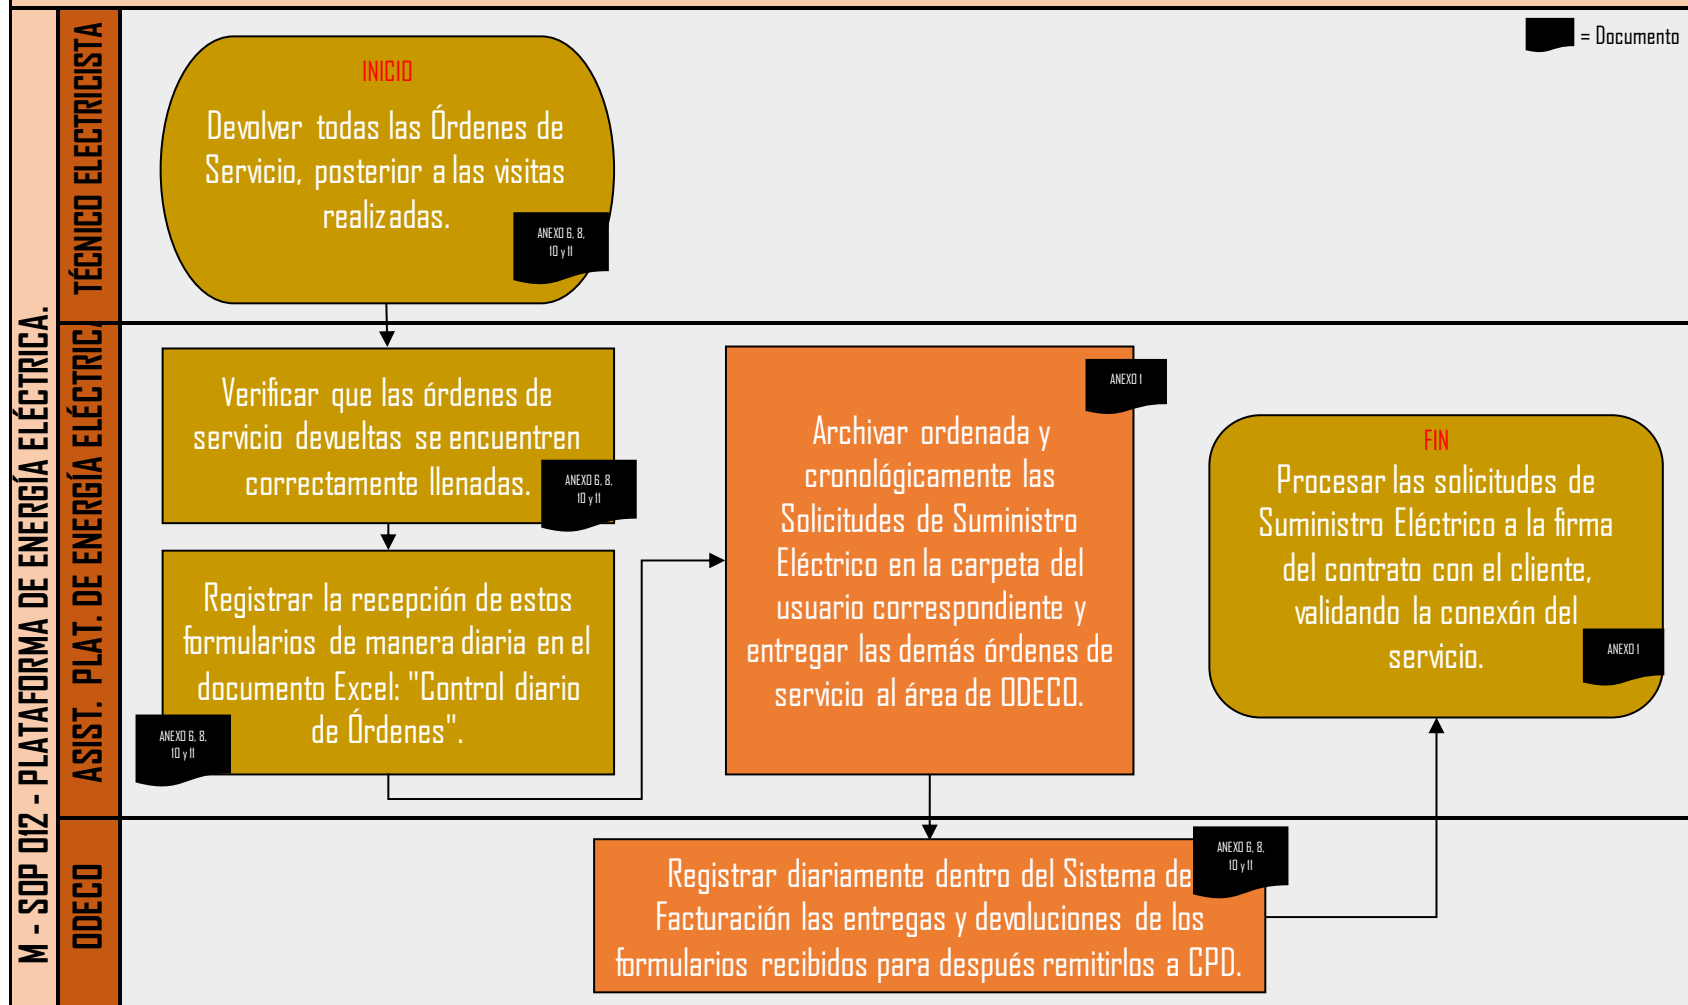 M - SOP 012 - PLATAFORMA DE ENERGÍA ELÉCTRICA.
TÉCNICO ELECTRICISTA
= Documento
INICIO
Devolver todas las Órdenes de
Servicio, posterior a las visitas
realizadas.
ANEXO 6, 8,
10 y 11
ASIST. PLAT. DE ENERGÍA ELÉCTRICA
Verificar que las órdenes de
servicio devueltas se encuentren
correctamente llenadas.
ANEXO 6, 8,
10 y 11
Registrar la recepción de estos
formularios de manera diaria en el
documento Excel: "Control diario
de Órdenes".
ANEXO 6, 8,
10 y 11
ANEXO 1
Archivar ordenada y
cronológicamente las
Solicitudes de Suministro
Eléctrico en la carpeta del
usuario correspondiente y
entregar las demás órdenes de
servicio al área de ODECO.
FIN
Procesar las solicitudes de
Suministro Eléctrico a la firma
del contrato con el cliente,
validando la conexón del
servicio.
ANEXO 1
ODECO
ANEXO 6, 8,
10 y 11
Registrar diariamente dentro del Sistema de
Facturación las entregas y devoluciones de los
formularios recibidos para después remitirlos a CPD.